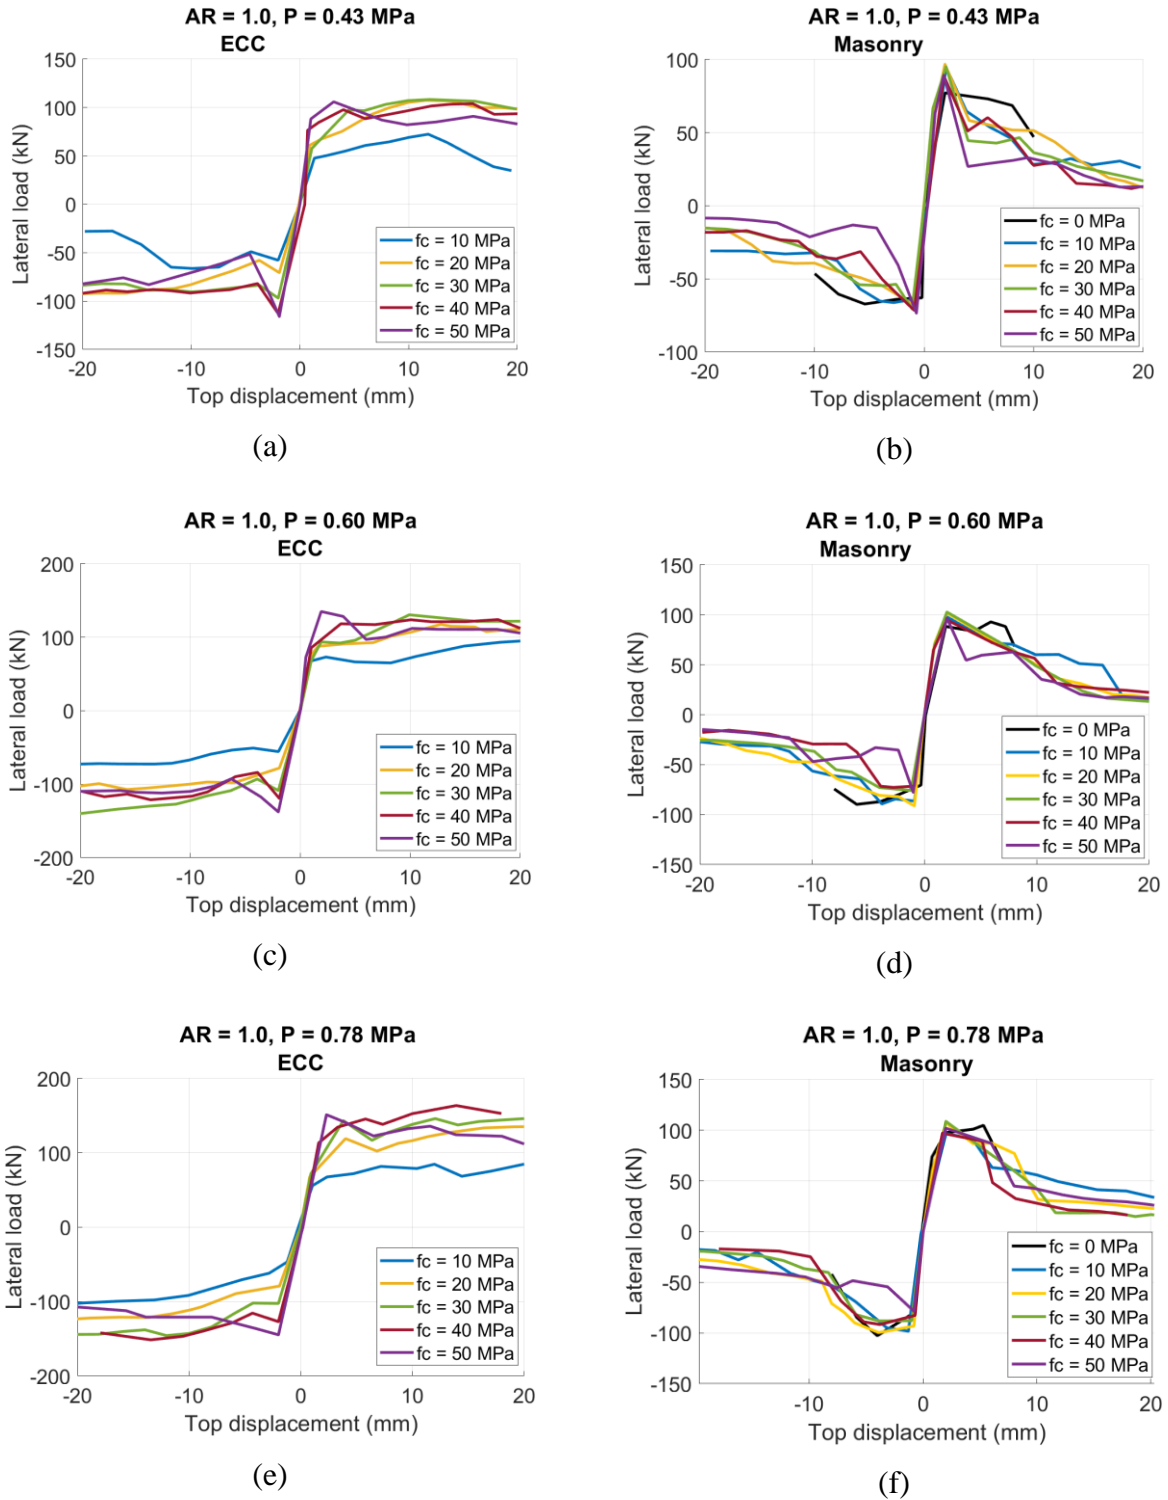 AR = 1.0, P = 0.43 MPa
ECC
150
100
50
0
-50
-100
-150
Lateral load (kN)
fc = 10 MPa
fc = 20 MPa
fc = 30 MPa
fc = 40 MPa
fc = 50 MPa
-20
-10
0
10
20
Top displacement (mm)
(a)
AR = 1.0, P = 0.43 MPa
Masonry
100
50
0
-50
-100
Lateral load (kN)
fc = 0 MPa
fc = 10 MPa
fc = 20 MPa
fc = 30 MPa
fc = 40 MPa
fc = 50 MPa
-20
-10
0
10
20
Top displacement (mm)
(b)
AR = 1.0, P = 0.60 MPa
ECC
200
100
0
-100
-200
Lateral load (kN)
fc = 10 MPa
fc = 20 MPa
fc = 30 MPa
fc = 40 MPa
fc = 50 MPa
-20
-10
0
10
20
Top displacement (mm)
(c)
AR = 1.0, P = 0.60 MPa
Masonry
150
100
50
0
-50
-100
-150
Lateral load (kN)
fc = 0 MPa
fc = 10 MPa
fc = 20 MPa
fc = 30 MPa
fc = 40 MPa
fc = 50 MPa
-20
-10
0
10
20
Top displacement (mm)
(d)
AR = 1.0, P = 0.78 MPa
ECC
200
100
0
-100
-200
Lateral load (kN)
fc = 10 MPa
fc = 20 MPa
fc = 30 MPa
fc = 40 MPa
fc = 50 MPa
-20
-10
0
10
20
Top displacement (mm)
(e)
AR = 1.0, P = 0.78 MPa
Masonry
150
100
50
0
-50
-100
-150
Lateral load (kN)
fc = 0 MPa
fc = 10 MPa
fc = 20 MPa
fc = 30 MPa
fc = 40 MPa
fc = 50 MPa
-10
0
10
20
Top displacement (mm)
(f)